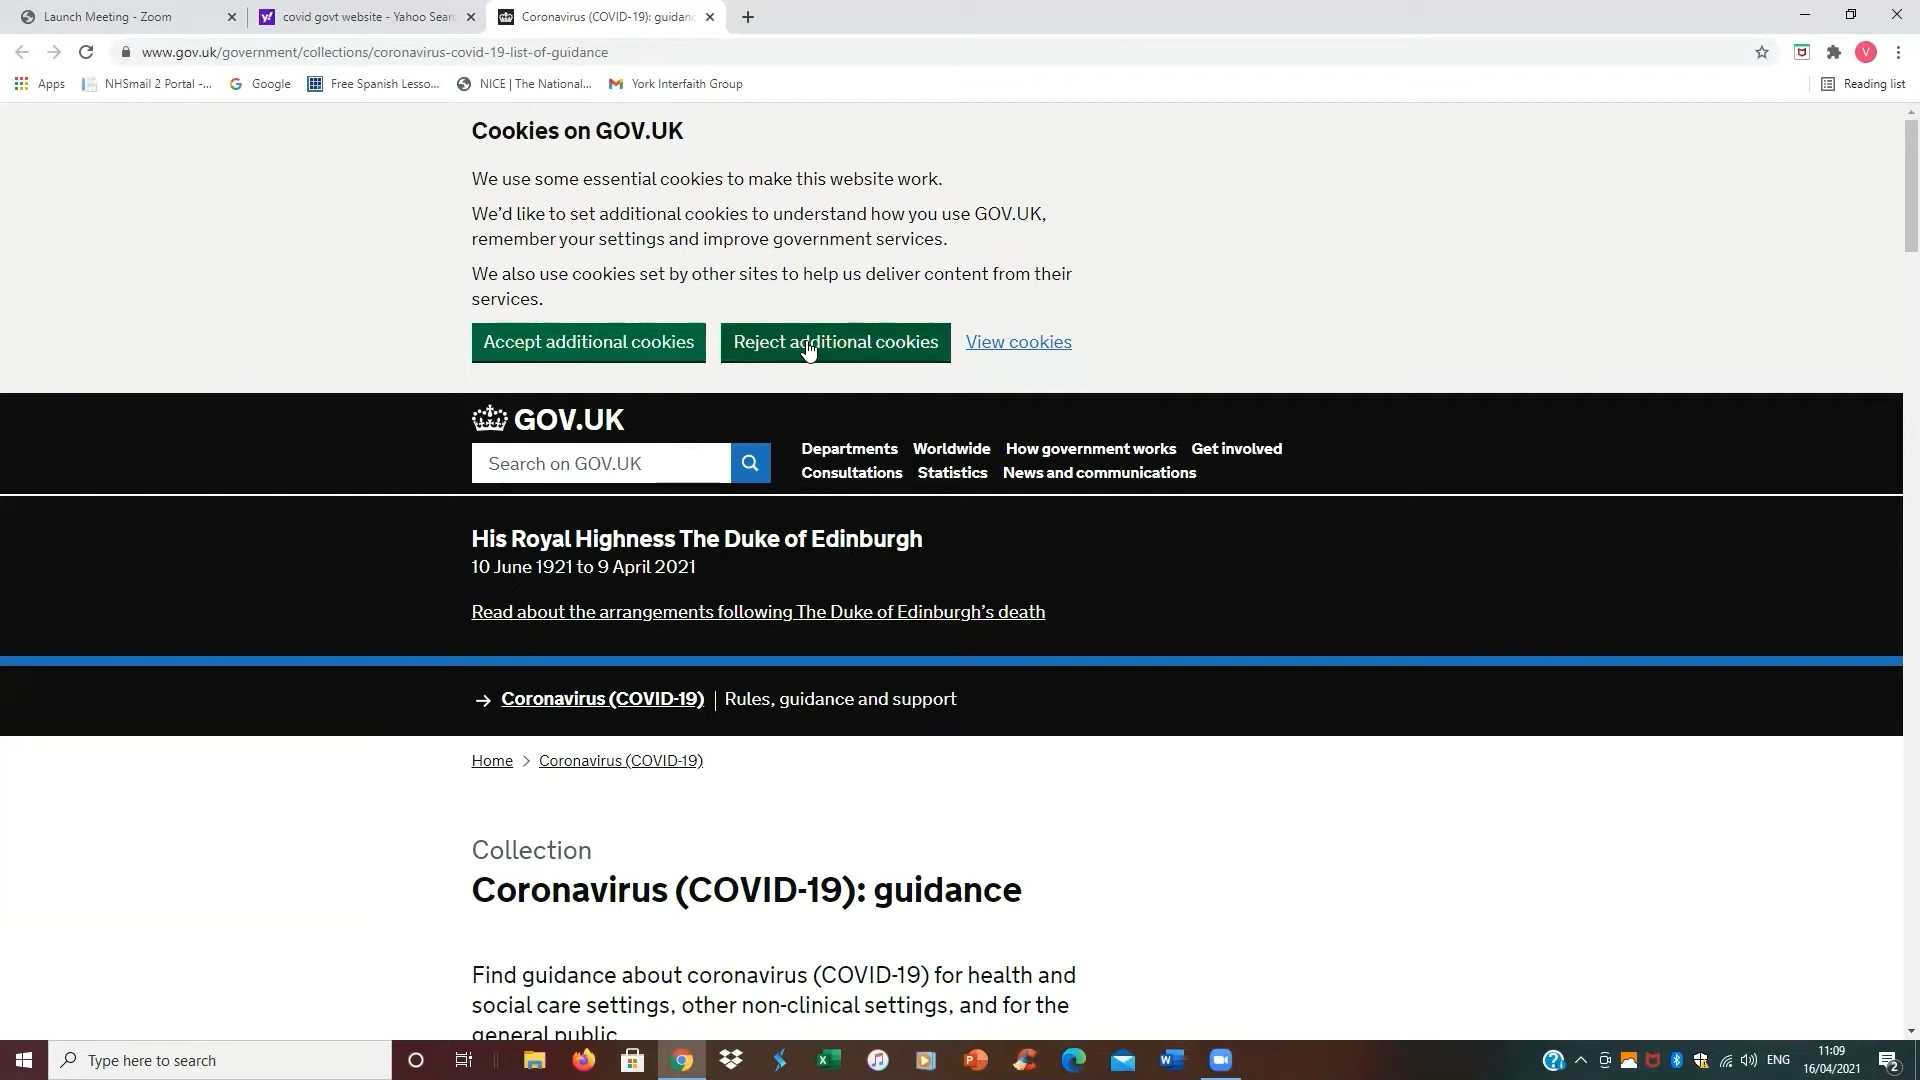 Launch Meeting - Zoom
covid govt website - Yahoo Sear
Coronavirus (COVID-19): guidanc
www.gov.uk/government/collections/coronavirus-covid-19-list-of-guidance
V
Apps
NHSmail 2 Portal -...
Google
Free Spanish Lesso...
NICE | The National...
York Interfaith Group
Reading list
Cookies on GOV.UK
We use some essential cookies to make this website work.
We’d like to set additional cookies to understand how you use GOV.UK,
remember your settings and improve government services.
We also use cookies set by other sites to help us deliver content from their
services.
Accept additional cookies
Reject additional cookies
View cookies
GOV.UK
Search on GOV.UK
Departments Worldwide How government works Get involved
Consultations Statistics News and communications
His Royal Highness The Duke of Edinburgh
10 June 1921 to 9 April 2021
Read about the arrangements following The Duke of Edinburgh’s death
Coronavirus (COVID-19) | Rules, guidance and support
Home > Coronavirus (COVID-19)
Collection
Coronavirus (COVID-19): guidance
Find guidance about coronavirus (COVID-19) for health and
social care settings, other non-clinical settings, and for the
general public
Type here to search
ENG
11:09
16/04/2021
2